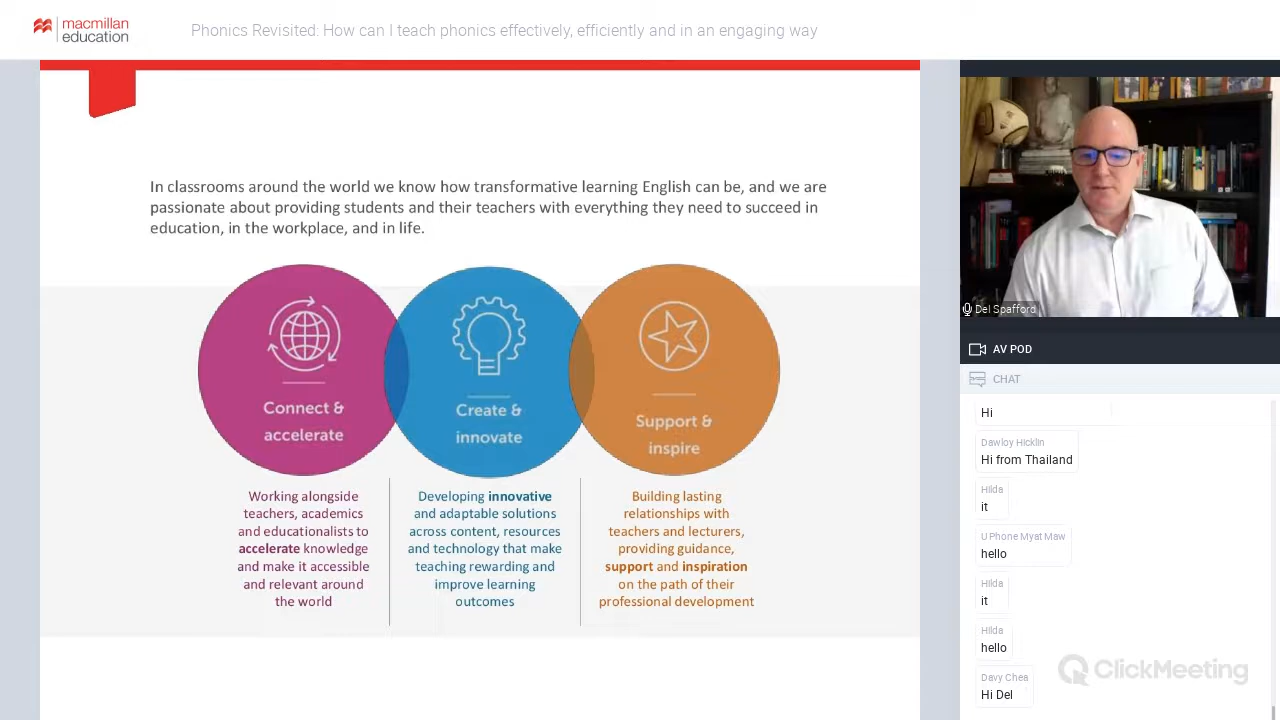 macmillan
education
Phonics Revisited: How can I teach phonics effectively, efficiently and in an engaging way
In classrooms around the world we know how transformative learning English can be, and we are
passionate about providing students and their teachers with everything they need to succeed in
education, in the workplace, and in life.
Connect &
accelerate
Working alongside
teachers, academics
and educationalists to
accelerate knowledge
and make it accessible
and relevant around
the world
Create &
innovate
Developing innovative
and adaptable solutions
across content, resources
and technology that make
teaching rewarding and
improve learning
outcomes
Support &
inspire
Building lasting
relationships with
teachers and lecturers,
providing guidance,
support and inspiration
on the path of their
professional development
Del Spafford
AV POD
CHAT
Hi
Dawloy Hicklin
Hi from Thailand
Hilda
it
U Phone Myat Maw
hello
Hilda
it
Hilda
hello
Davy Chea
Hi Del
ClickMeeting